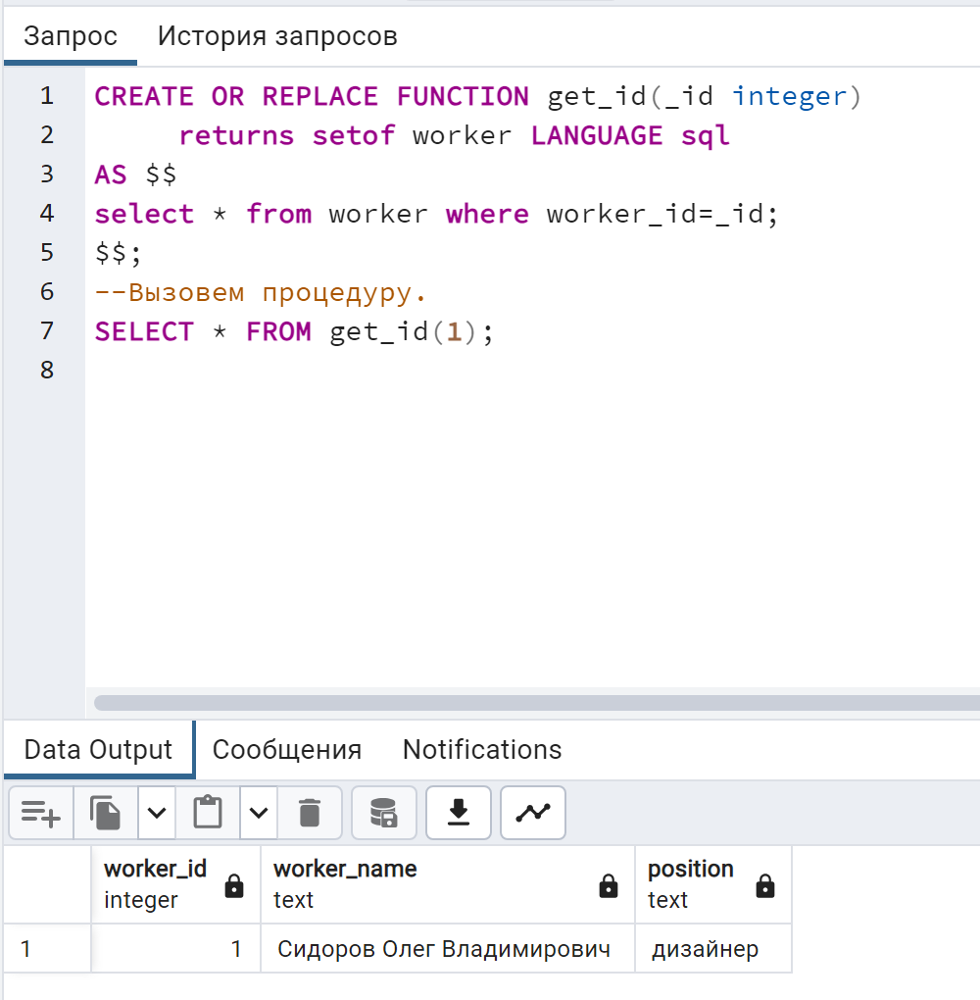 Запрос История запросов
1 CREATE OR REPLACE FUNCTION get_id(_id integer)
2 returns setof worker LANGUAGE sql
3 AS $$
4 select * from worker where worker_id=_id;
5 $$;
6 --Вызовем процедуру.
7 SELECT * FROM get_id(1);
8
Data Output Сообщения Notifications
worker_id worker_name position
integer text text
1 1 Сидоров Олег Владимирович дизайнер